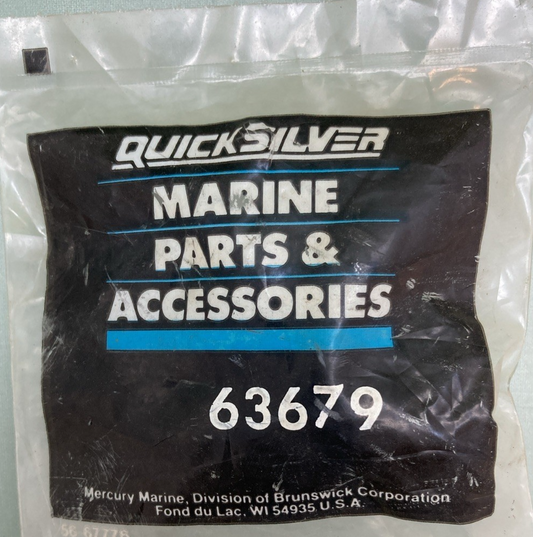 QUICKSILVER
MARINE
PARTS &
ACCESSORIES
63679
Mercury Marine, Division of Brunswick Corporation
Fond du Lac, WI 54935 U.S.A.